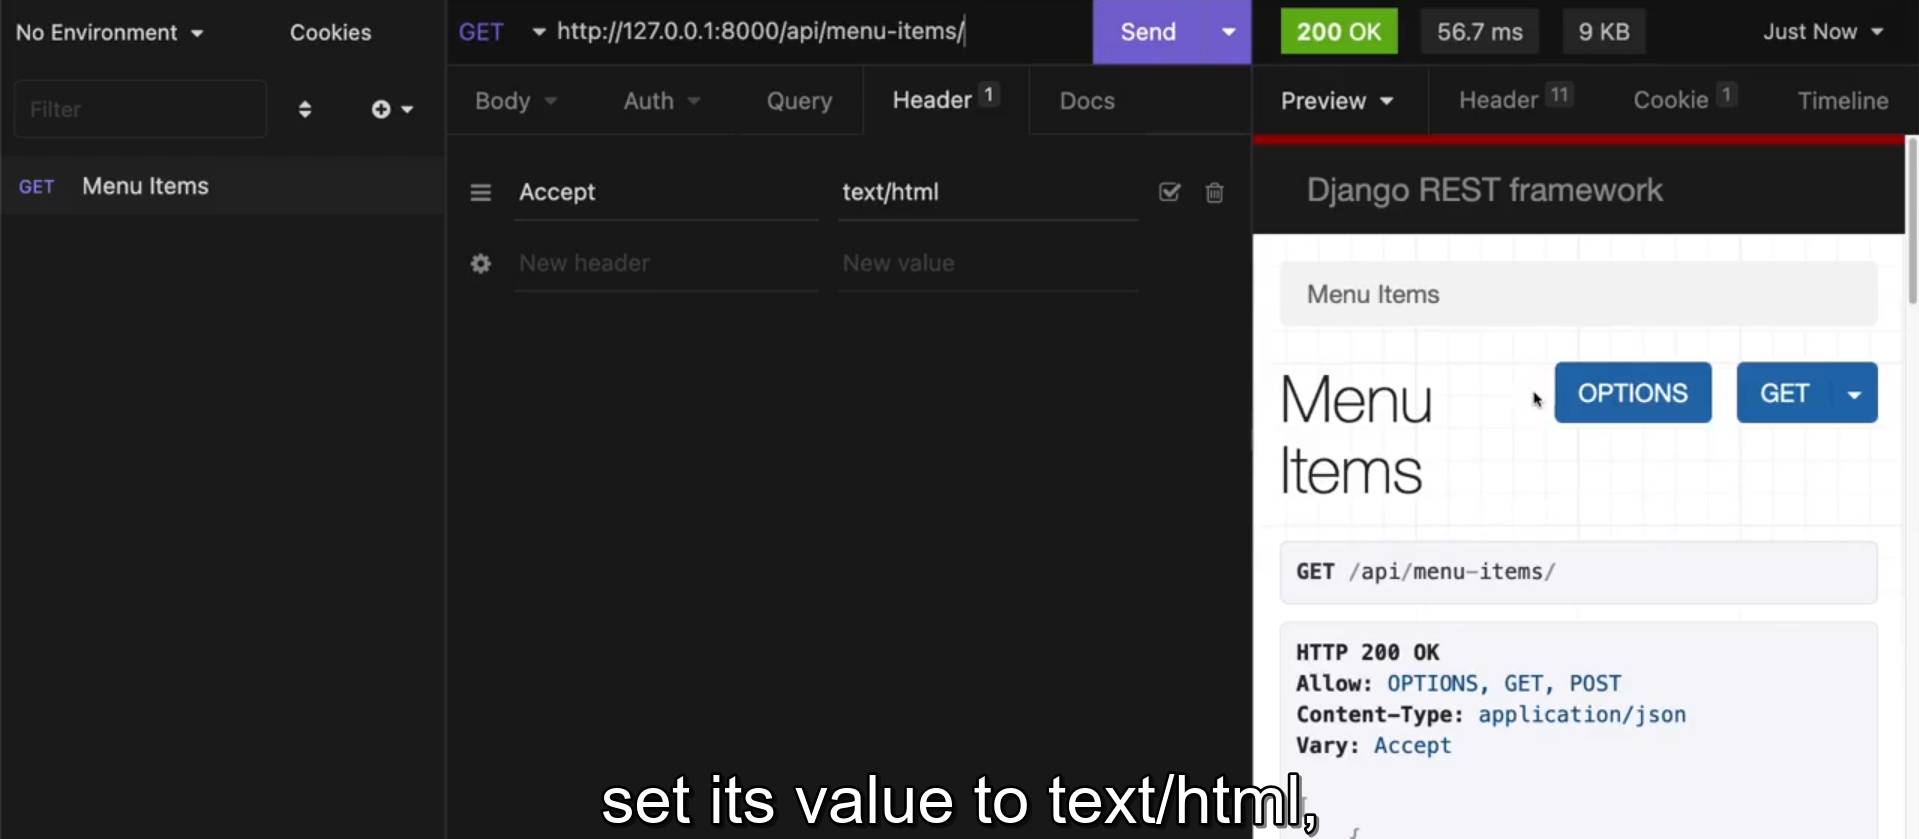 No Environment
Cookies
GET
http://127.0.0.1:8000/api/menu-items/
Send
200 OK
56.7 ms
9 KB
Just Now
Filter
Body
Auth
Query
Header 1
Docs
Preview
Header 11
Cookie 1
Timeline
GET Menu Items
Accept
text/html
New header
New value
Django REST framework
Menu Items
Menu
Items
OPTIONS
GET
GET /api/menu-items/
HTTP 200 OK
Allow: OPTIONS, GET, POST
Content-Type: application/json
Vary: Accept
[
{
set its value to text/html,